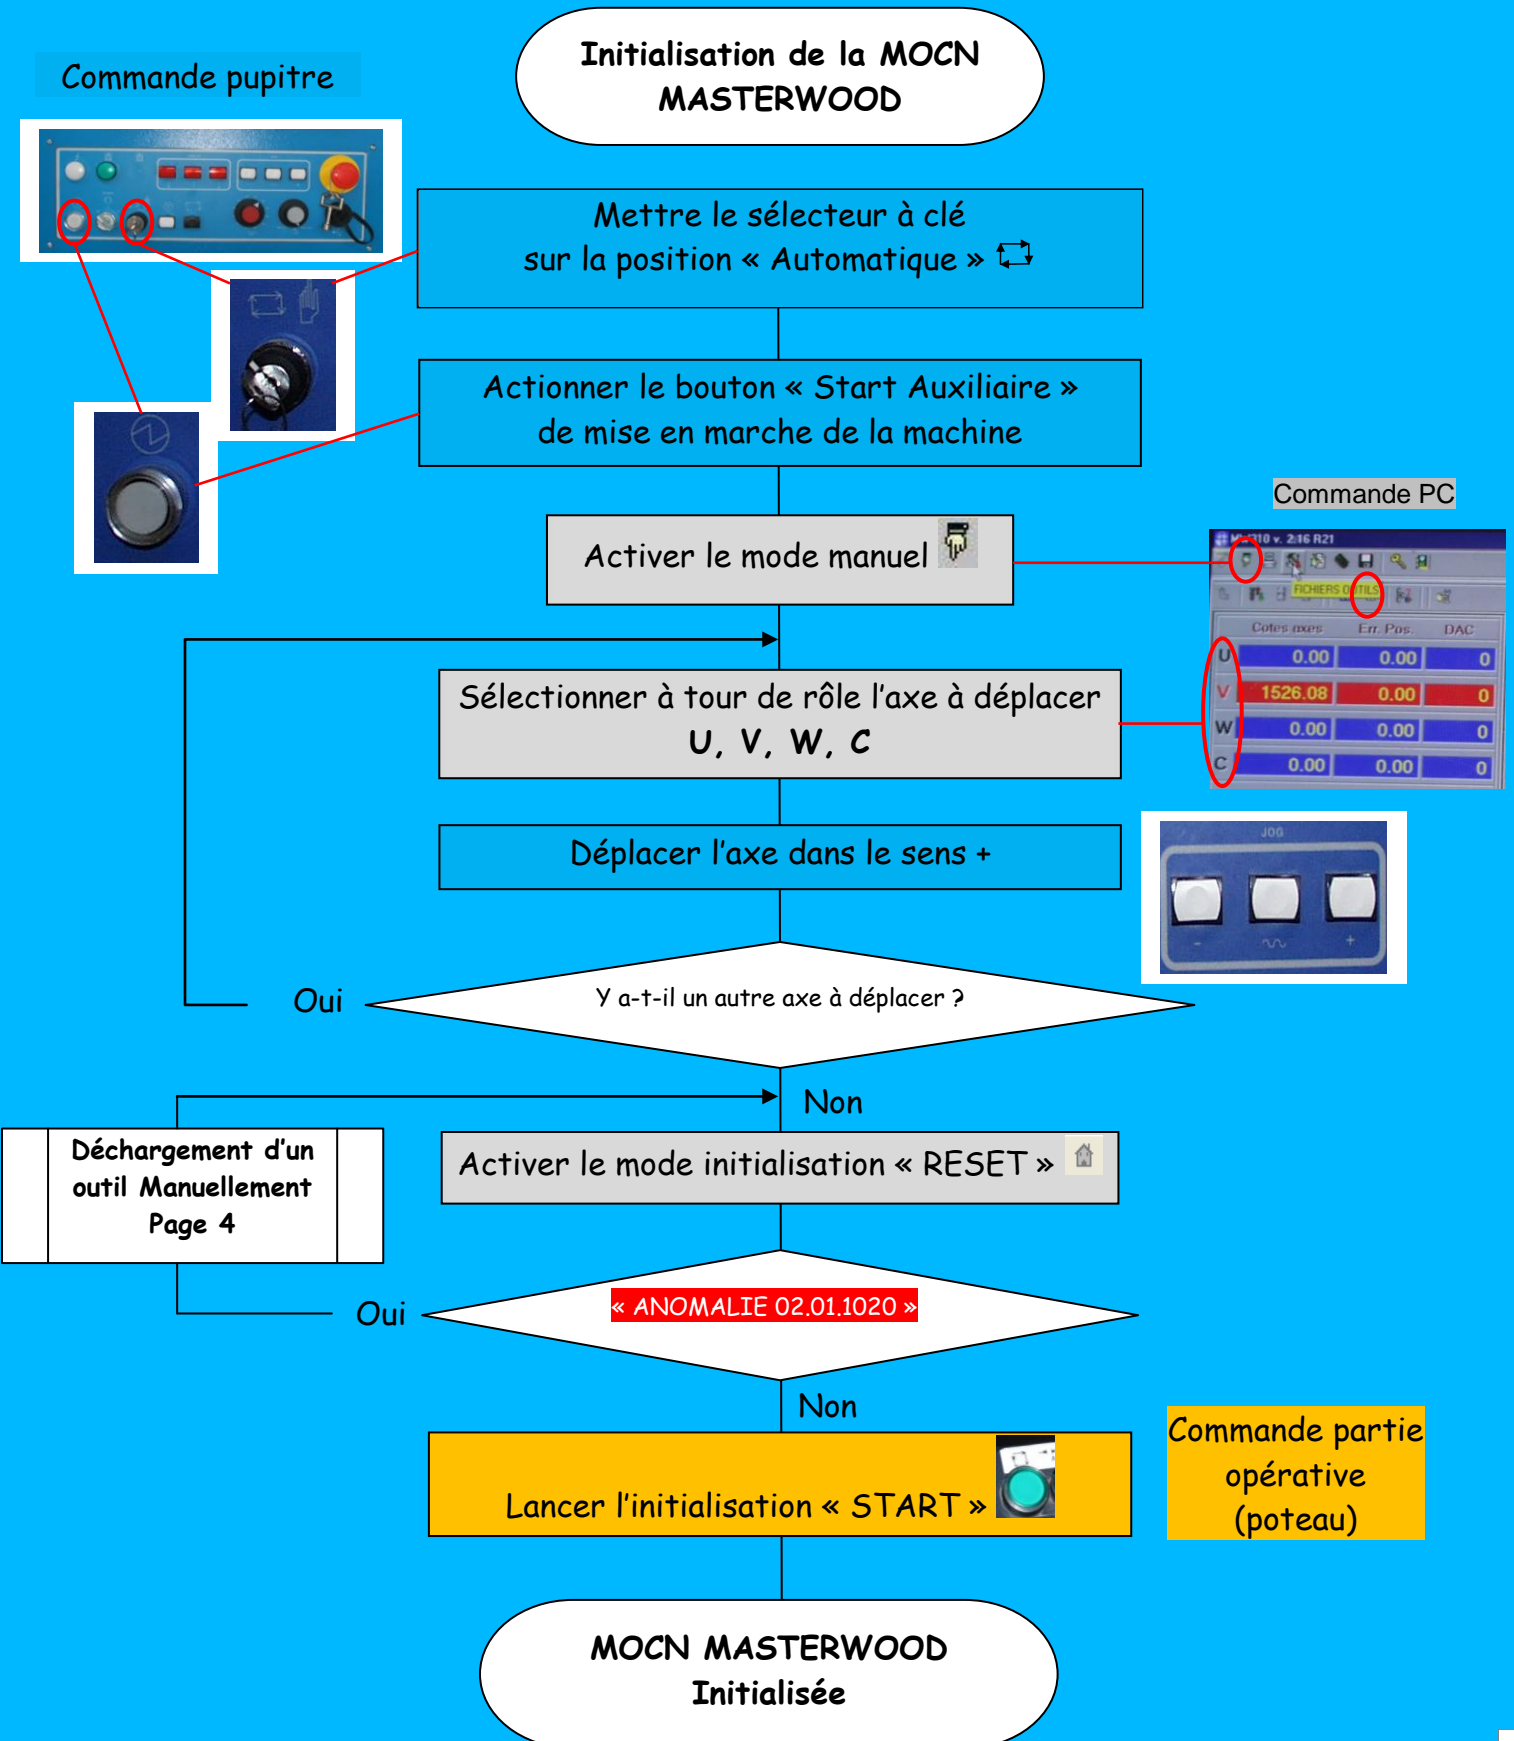 Initialisation de la MOCN
MASTERWOOD
Commande pupitre
Mettre le sélecteur à clé
sur la position « Automatique »
Actionner le bouton « Start Auxiliaire »
de mise en marche de la machine
Commande PC
Activer le mode manuel
v. 2.16 R21
FICHIERS OUTILS
Cotes axes Err. Pos. DAC
U 0.00 0.00 0
V 1526.08 0.00 0
W 0.00 0.00 0
C 0.00 0.00 0
Sélectionner à tour de rôle l'axe à déplacer
U, V, W, C
Déplacer l'axe dans le sens +
JOG
- +
Y a-t-il un autre axe à déplacer ?
Oui
Non
Déchargement d'un
outil Manuellement
Page 4
Activer le mode initialisation « RESET »
« ANOMALIE 02.01.1020 »
Oui
Non
Lancer l'initialisation « START »
Commande partie
opérative
(poteau)
MOCN MASTERWOOD
Initialisée